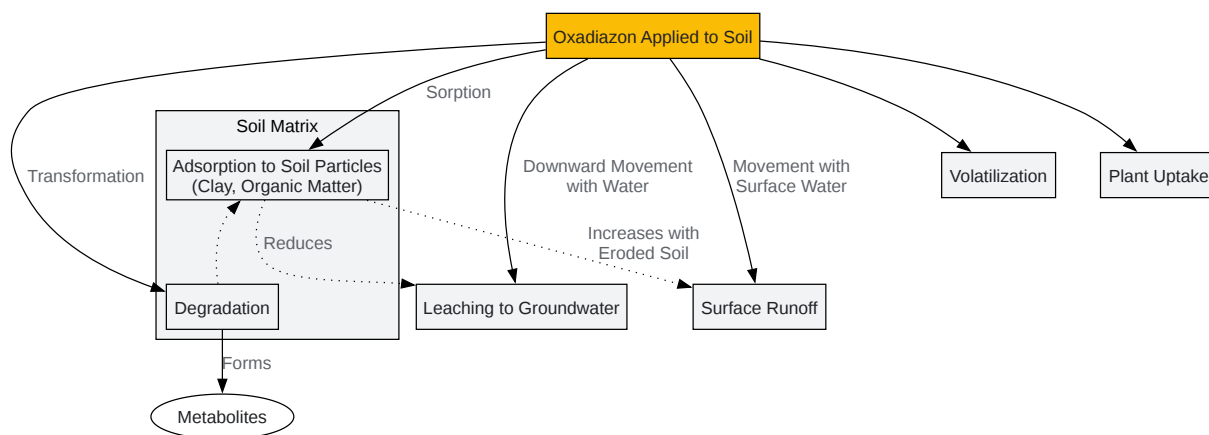 Oxadiazon Applied to Soil
Sorption
Soil Matrix
Adsorption to Soil Particles
(Clay, Organic Matter)
Transformation
Downward Movement
with Water
Movement with
Surface Water
Volatilization
Plant Uptake
Reduces
Increases with
Eroded Soil
Degradation
Leaching to Groundwater
Surface Runoff
Forms
Metabolites